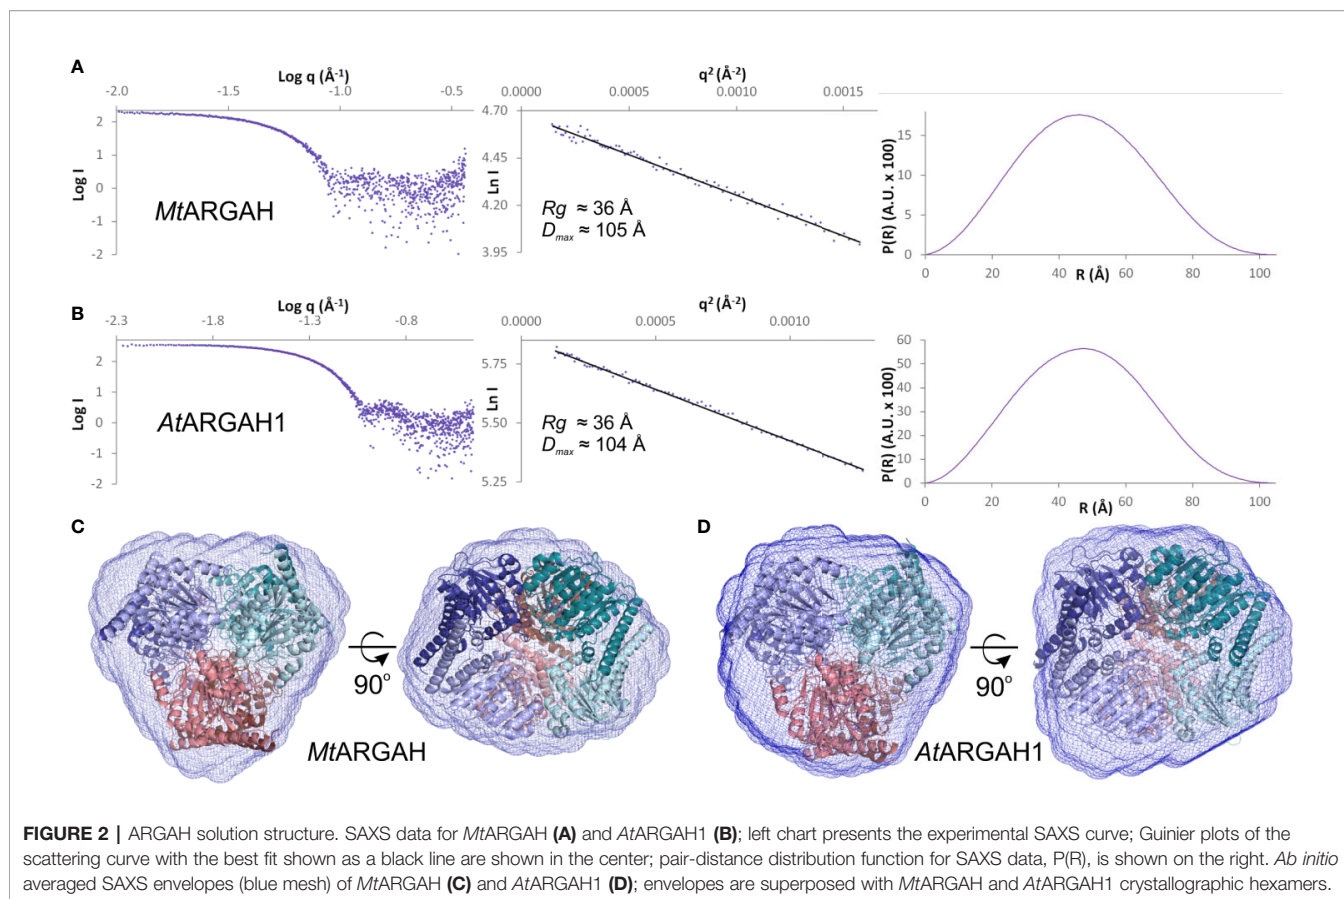 A
Log q (Å-1)
-2.0 -1.5 -1.0 -0.5
2
1
0
-1
-2
Log I
MtARGAH
q2 (Å-2)
0.0000 0.0005 0.0010 0.0015
4.70
4.45
4.20
3.95
Ln I
Rg ≈ 36 Å
Dmax ≈ 105 Å
15
10
5
0
P(R) (A.U. x 100)
0 20 40 60 80 100
R (Å)
B
Log q (Å-1)
-2.3 -1.8 -1.3 -0.8
2
1
0
-1
-2
Log I
AtARGAH1
q2 (Å-2)
0.0000 0.0005 0.0010
5.75
5.50
5.25
Ln I
Rg ≈ 36 Å
Dmax ≈ 104 Å
60
50
40
30
20
10
0
P(R) (A.U. x 100)
0 20 40 60 80 100
R (Å)
C
90o
MtARGAH
D
90o
AtARGAH1
FIGURE 2 | ARGAH solution structure. SAXS data for MtARGAH (A) and AtARGAH1 (B); left chart presents the experimental SAXS curve; Guinier plots of the
scattering curve with the best fit shown as a black line are shown in the center; pair-distance distribution function for SAXS data, P(R), is shown on the right. Ab initio
averaged SAXS envelopes (blue mesh) of MtARGAH (C) and AtARGAH1 (D); envelopes are superposed with MtARGAH and AtARGAH1 crystallographic hexamers.